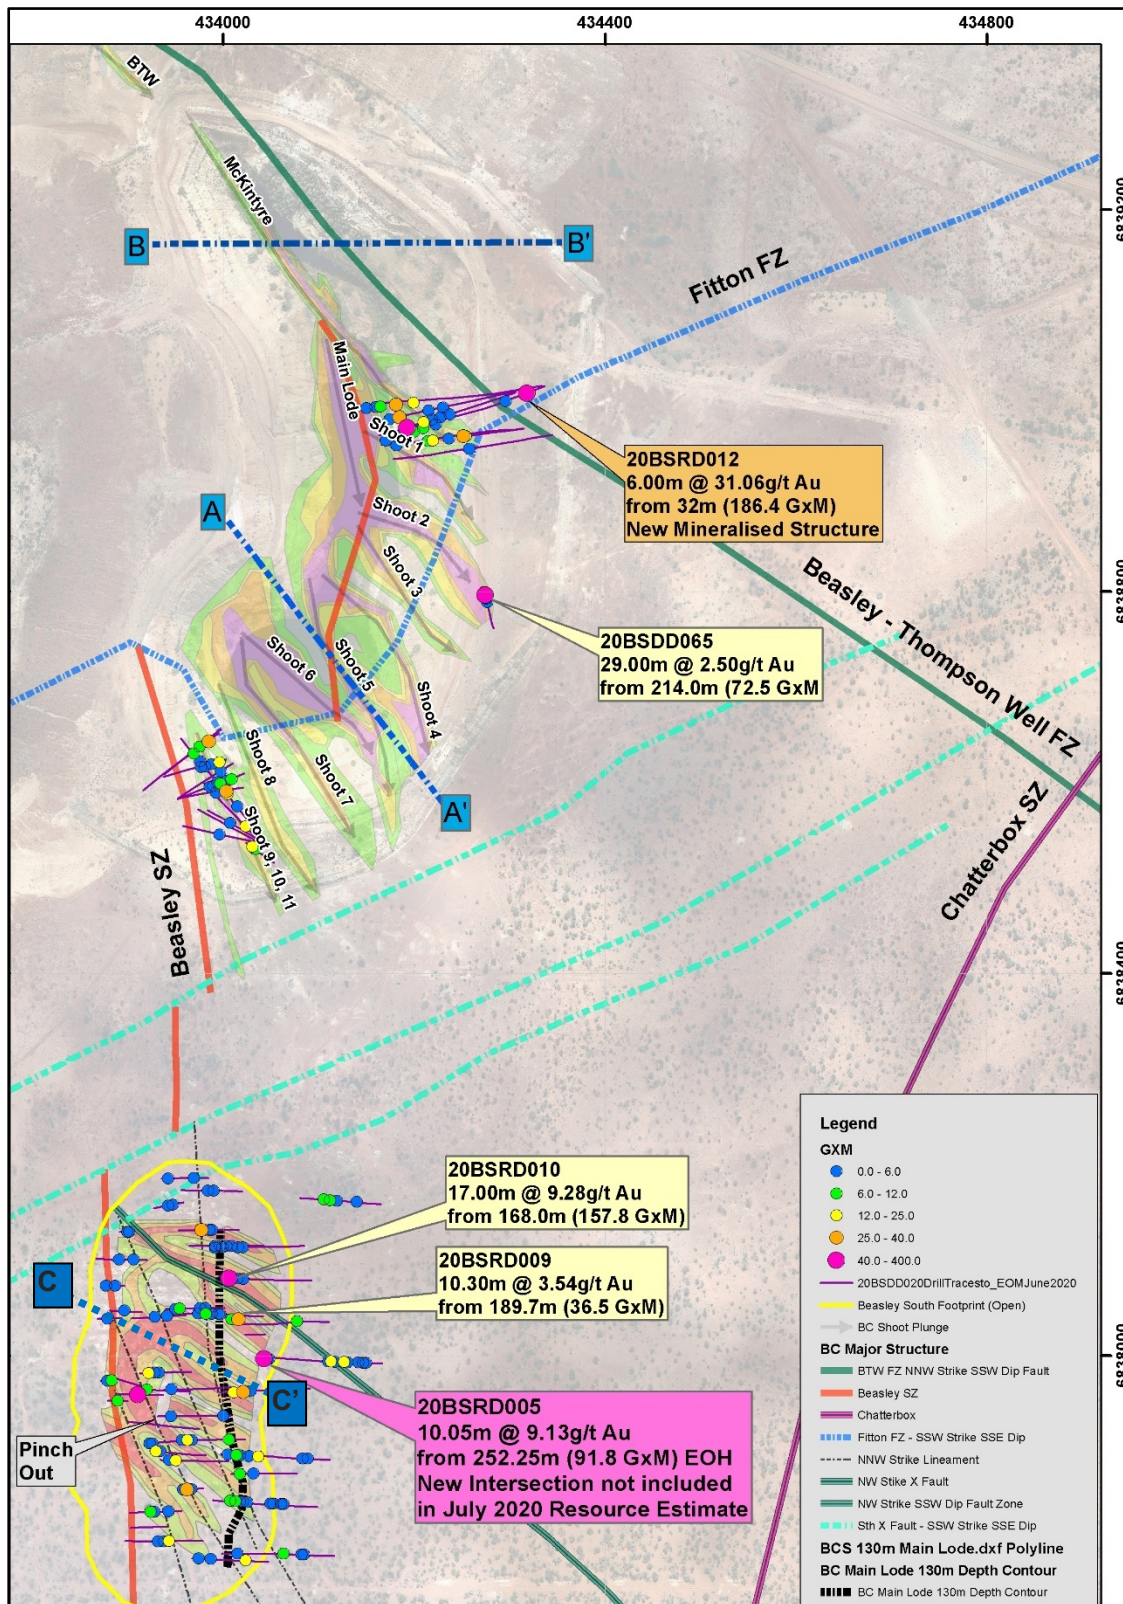 434000
434400
434800
BTW
McKintyre
6839200
B
B'
Fitton FZ
Main Lode
Shoot 1
20BSRD012
6.00m @ 31.06g/t Au
from 32m (186.4 GxM)
New Mineralised Structure
A
Shoot 2
Shoot 3
6838800
Beasley - Thompson Well FZ
20BSDD065
29.00m @ 2.50g/t Au
from 214.0m (72.5 GxM
Shoot 6
Shoot 5
Shoot 4
Shoot 8
Shoot 7
A'
Shoot 9, 10, 11
Beasley SZ
Chatterbox SZ
6838400
20BSRD010
17.00m @ 9.28g/t Au
from 168.0m (157.8 GxM)
20BSRD009
10.30m @ 3.54g/t Au
from 189.7m (36.5 GxM)
C
C'
6838000
20BSRD005
10.05m @ 9.13g/t Au
from 252.25m (91.8 GxM) EOH
New Intersection not included
in July 2020 Resource Estimate
Pinch
Out
Legend
GXM
0.0 - 6.0
6.0 - 12.0
12.0 - 25.0
25.0 - 40.0
40.0 - 400.0
20BSDD020DrillTracesto_EOMJune2020
Beasley South Footprint (Open)
BC Shoot Plunge
BC Major Structure
BTW FZ NNW Strike SSW Dip Fault
Beasley SZ
Chatterbox
Fitton FZ - SSW Strike SSE Dip
NNW Strike Lineament
NW Stike X Fault
NW Strike SSW Dip Fault Zone
Sth X Fault - SSW Strike SSE Dip
BCS 130m Main Lode.dxf Polyline
BC Main Lode 130m Depth Contour
BC Main Lode 130m Depth Contour